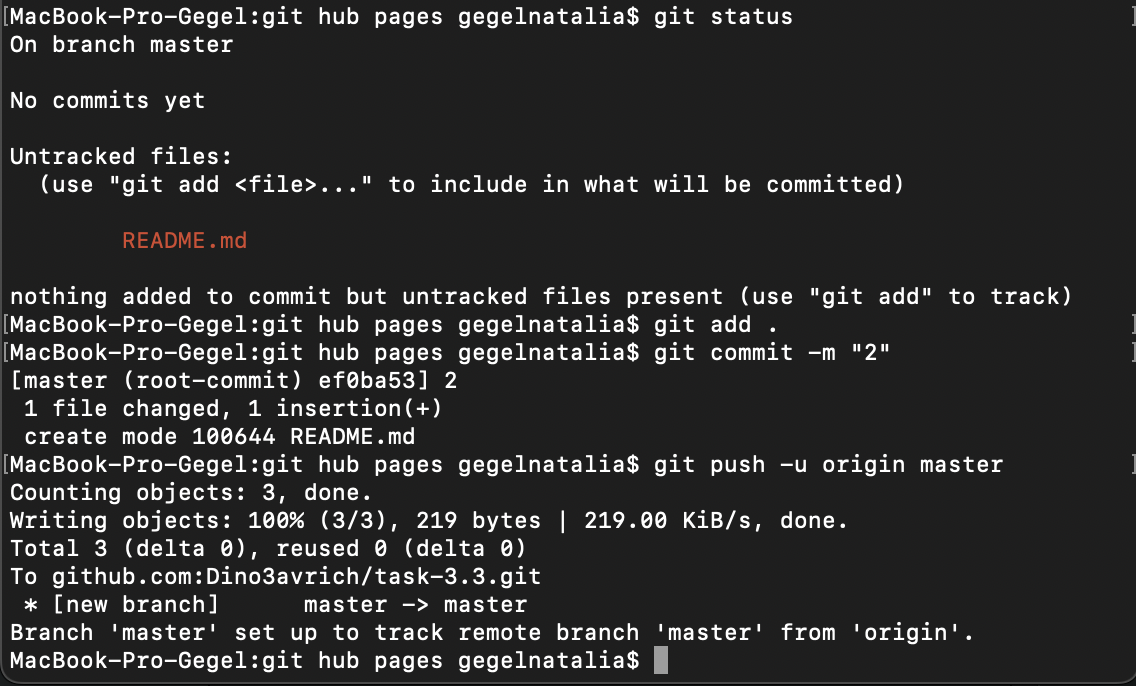 [MacBook-Pro-Gegel:git hub pages gegelnatalia$ git status ]
On branch master
No commits yet
Untracked files:
(use "git add <file>..." to include in what will be committed)
README.md
nothing added to commit but untracked files present (use "git add" to track)
[MacBook-Pro-Gegel:git hub pages gegelnatalia$ git add . ]
[MacBook-Pro-Gegel:git hub pages gegelnatalia$ git commit -m "2" ]
[master (root-commit) ef0ba53] 2
1 file changed, 1 insertion(+)
create mode 100644 README.md
[MacBook-Pro-Gegel:git hub pages gegelnatalia$ git push -u origin master ]
Counting objects: 3, done.
Writing objects: 100% (3/3), 219 bytes | 219.00 KiB/s, done.
Total 3 (delta 0), reused 0 (delta 0)
To github.com:Dino3avrich/task-3.3.git
* [new branch] master -> master
Branch 'master' set up to track remote branch 'master' from 'origin'.
MacBook-Pro-Gegel:git hub pages gegelnatalia$